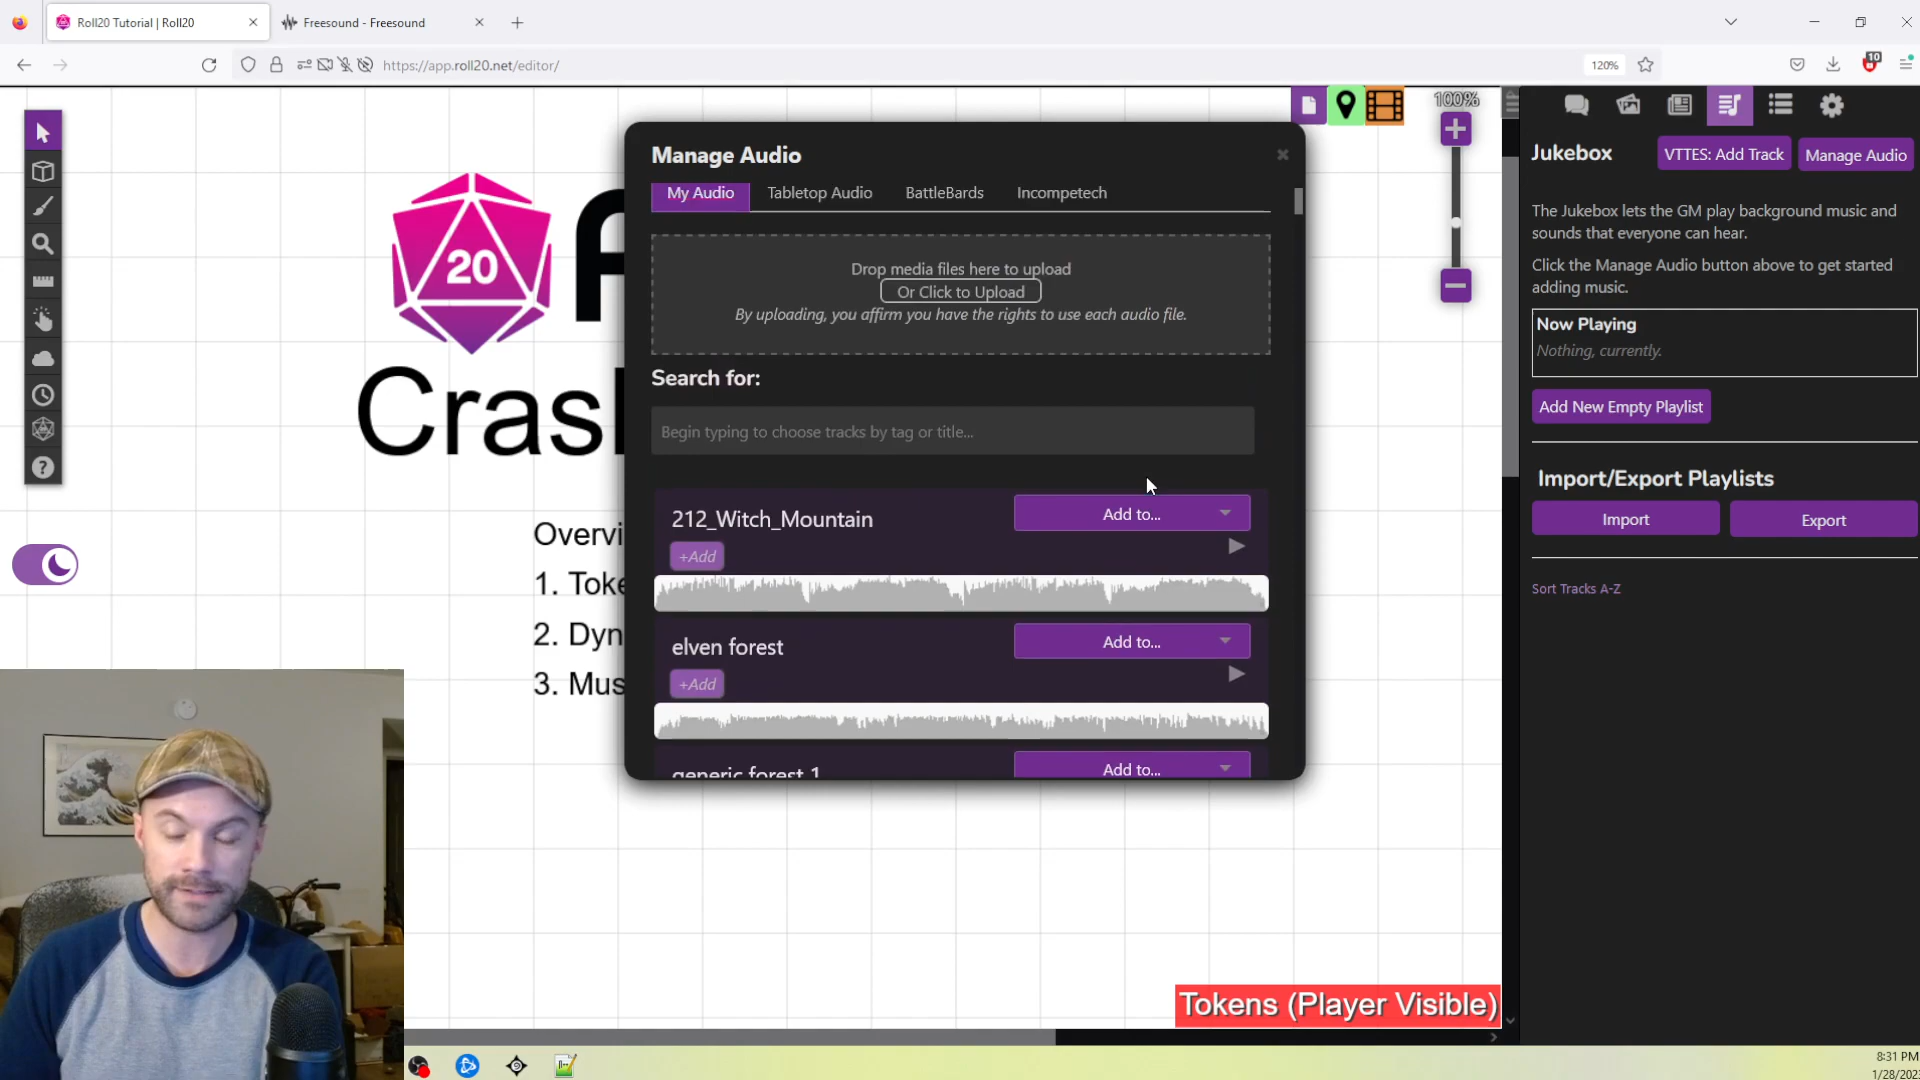 Roll20 Tutorial | Roll20
Freesound - Freesound
https://app.roll20.net/editor/
120%
10
100%
Manage Audio
My Audio
Tabletop Audio
BattleBards
Incompetech
Drop media files here to upload
Or Click to Upload
By uploading, you affirm you have the rights to use each audio file.
Search for:
Begin typing to choose tracks by tag or title...
212_Witch_Mountain
Add to...
+Add
elven forest
Add to...
+Add
generic forest 1
Add to...
20
Cras
Overvi
1. Toke
2. Dyn
3. Mus
Jukebox
VTTES: Add Track
Manage Audio
The Jukebox lets the GM play background music and
sounds that everyone can hear.
Click the Manage Audio button above to get started
adding music.
Now Playing
Nothing, currently.
Add New Empty Playlist
Import/Export Playlists
Import
Export
Sort Tracks A-Z
Tokens (Player Visible)
8:31 PM
1/28/202